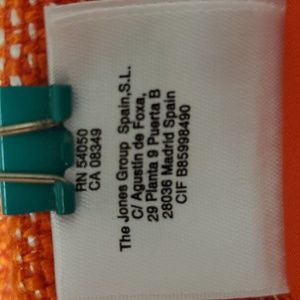 RN 54050
CA 08349
The Jones Group Spain,S.L.
C/ Agustin de Foxa,
29 Planta 9 Puerta B
28036 Madrid Spain
CIF B85998490